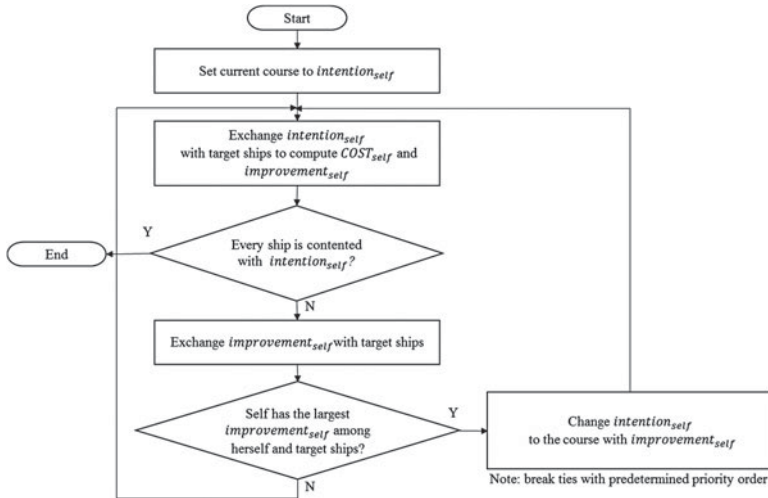 Start
Set current course to intention_self
Exchange intention_self
with target ships to compute COST_self and
improvement_self
Y
End
Every ship is contented
with intention_self?
N
Exchange improvement_self with target ships
Self has the largest
improvement_self among
herself and target ships?
Y
Change intention_self
to the course with improvement_self
N
Note: break ties with predetermined priority order